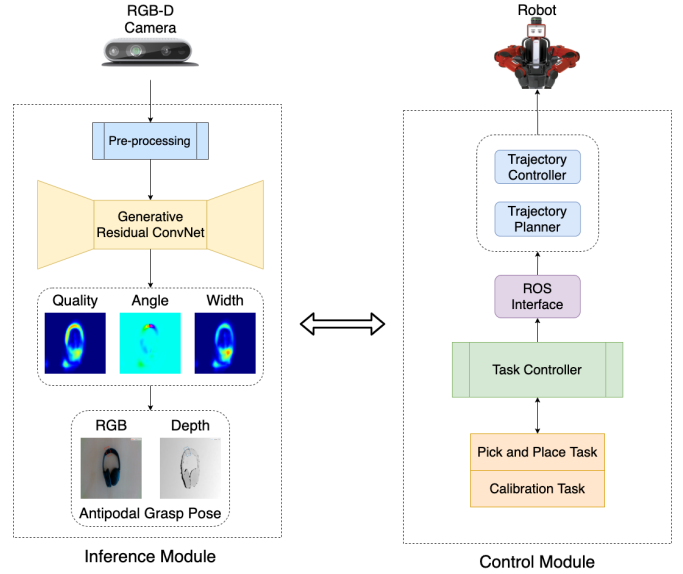 RGB-D
Camera
Pre-processing
Generative
Residual ConvNet
Quality
Angle
Width
RGB
Depth
Antipodal Grasp Pose
Inference Module
Robot
Trajectory
Controller
Trajectory
Planner
ROS
Interface
Task Controller
Pick and Place Task
Calibration Task
Control Module